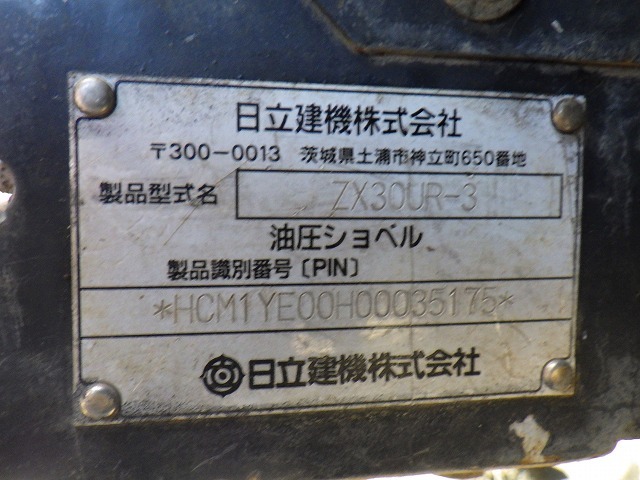 日立建機株式会社
〒300-0013 茨城県土浦市神立町650番地
製品型式名 ZX30UR-3
油圧ショベル
製品識別番号〔PIN〕
*HCM1YE00H00035175*
日立建機株式会社